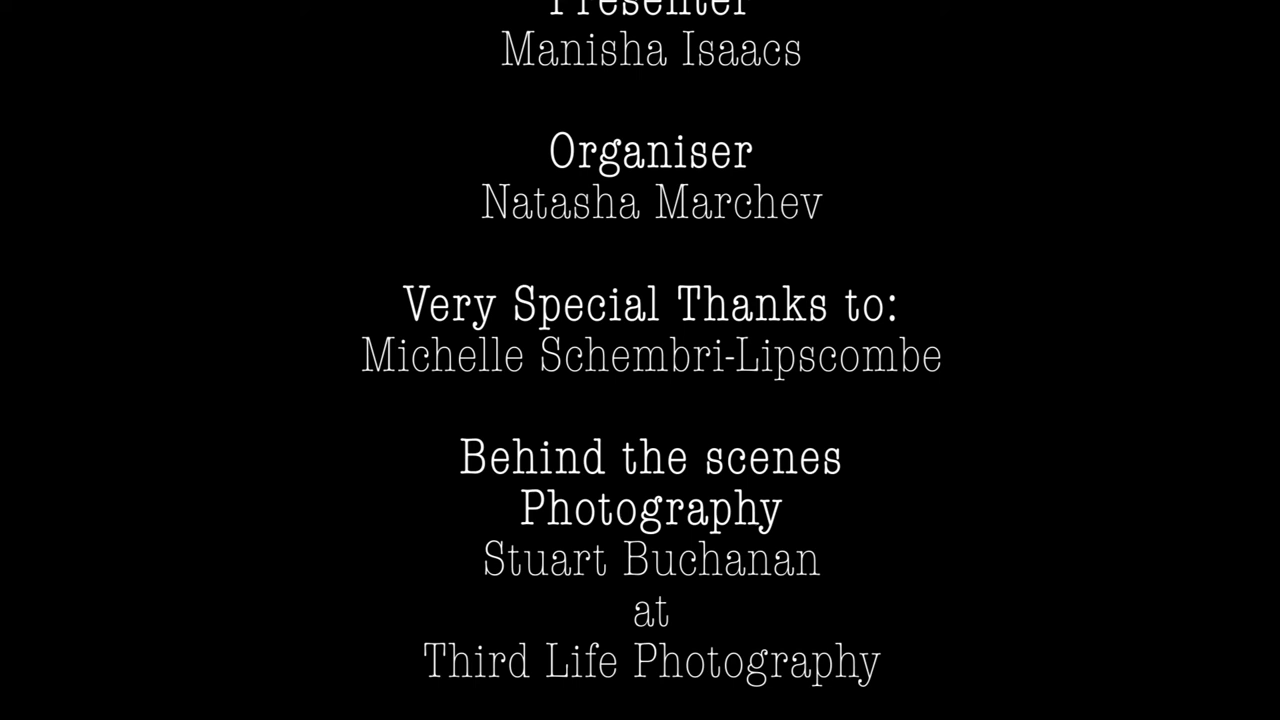 Presenter
Manisha Isaacs
Organiser
Natasha Marchev
Very Special Thanks to:
Michelle Schembri-Lipscombe
Behind the scenes
Photography
Stuart Buchanan
at
Third Life Photography